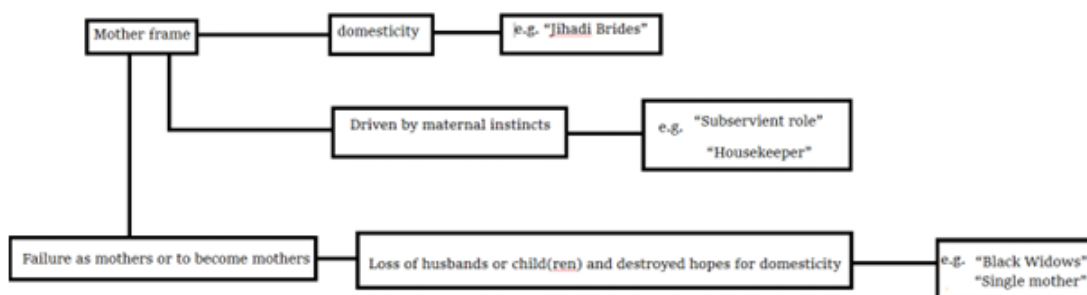 Mother frame
domesticity
e.g. “Jihadi Brides”
Driven by maternal instincts
e.g. “Subservient role”
“Housekeeper”
Failure as mothers or to become mothers
Loss of husbands or child(ren) and destroyed hopes for domesticity
e.g. “Black Widows”
“Single mother”